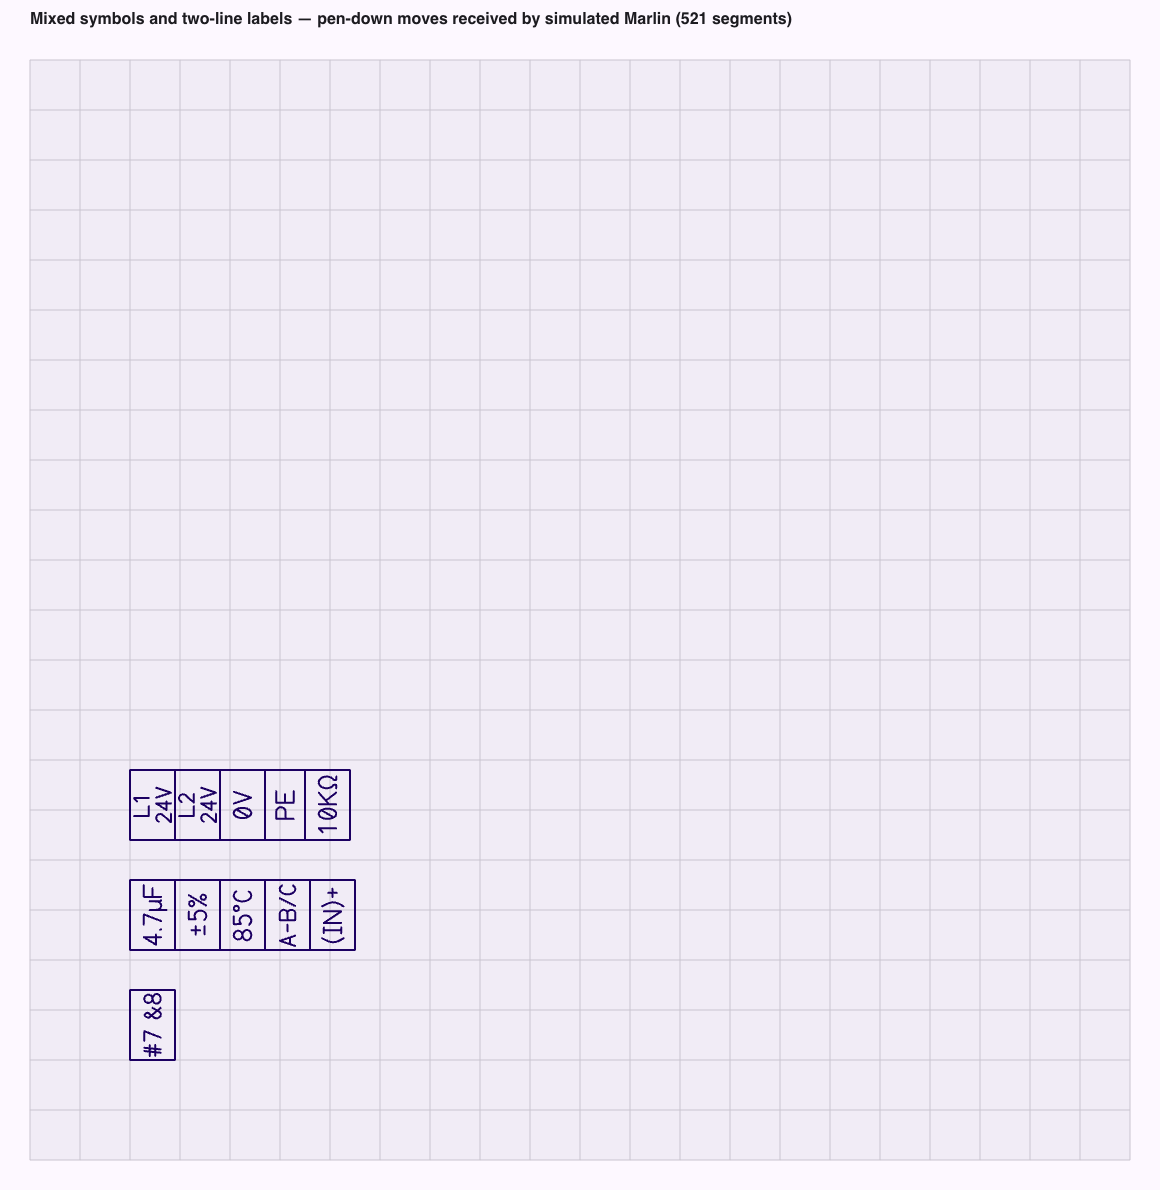 Mixed symbols and two-line labels — pen-down moves received by simulated Marlin (521 segments)
L1
24V
L2
24V
0V
PE
10KΩ
4.7µF
±5%
85°C
A-B/C
(IN)+
#7 &8